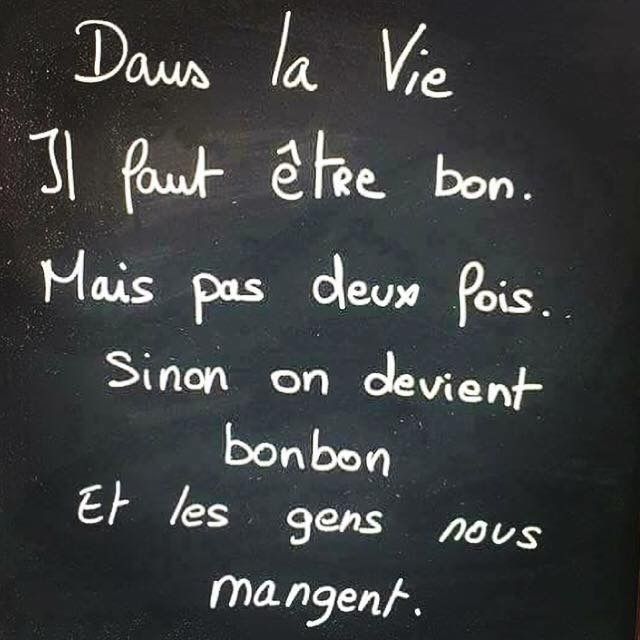 Dans la Vie
Il faut être bon.
Mais pas deux fois..
Sinon on devient
bonbon
Et les gens nous
mangent.